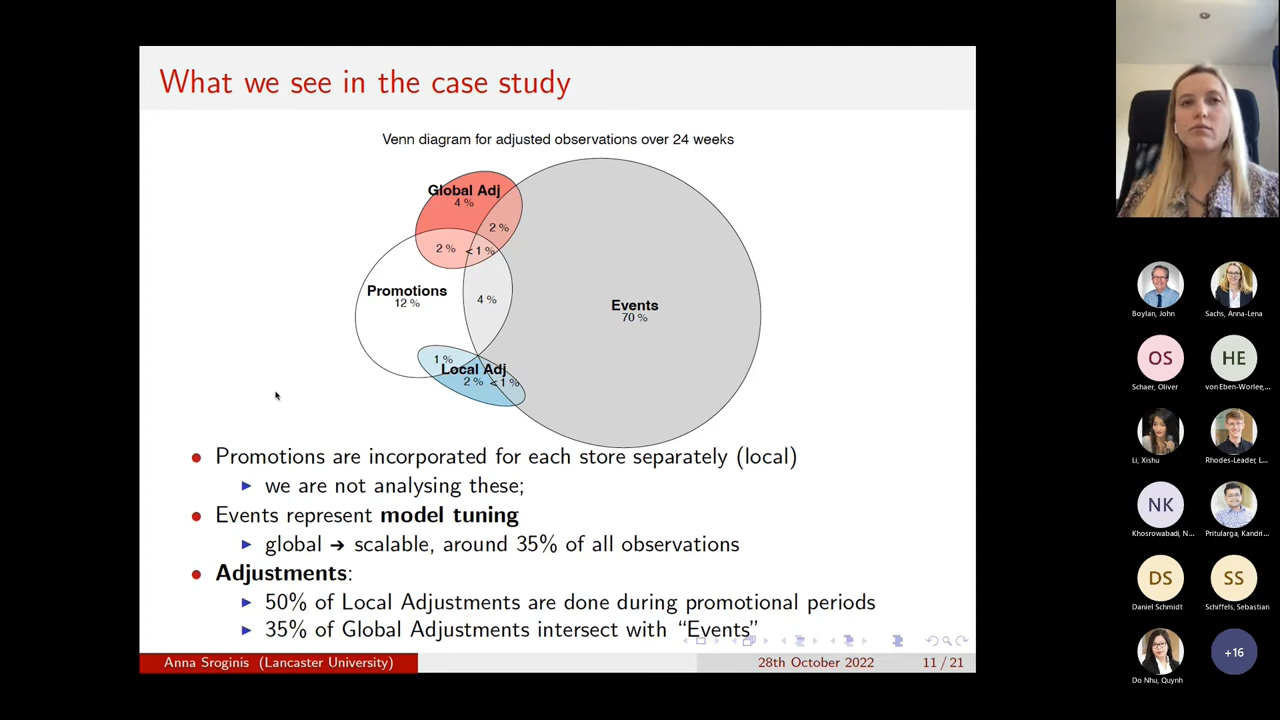 What we see in the case study
Venn diagram for adjusted observations over 24 weeks
Global Adj
4 %
2 %
2 %
< 1 %
Promotions
12 %
4 %
Events
70 %
1 %
Local Adj
2 %
< 1 %
Promotions are incorporated for each store separately (local)
we are not analysing these;
Events represent model tuning
global → scalable, around 35% of all observations
Adjustments:
50% of Local Adjustments are done during promotional periods
35% of Global Adjustments intersect with “Events”
Anna Sroginis (Lancaster University)
28th October 2022
11 / 21
Boylan, John
Sachs, Anna-Lena
OS
HE
Schaer, Oliver
von Eben-Worlee,...
Li, Xishu
Rhodes-Leader, L...
NK
Khosrowabadi, N...
Pritularga, Kandri...
DS
SS
Daniel Schmidt
Schiffels, Sebastian
Do Nhu, Quynh
+16